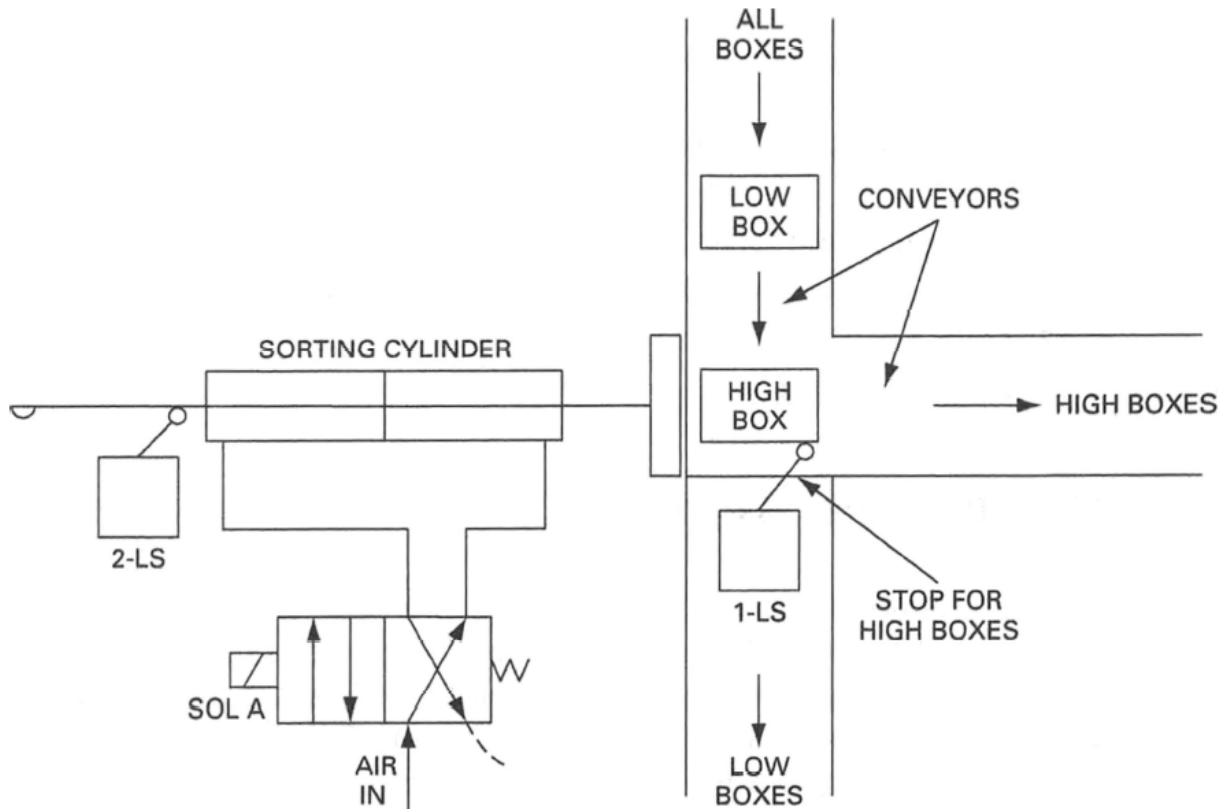 ALL
BOXES
LOW
BOX
CONVEYORS
SORTING CYLINDER
HIGH
BOX
HIGH BOXES
2-LS
1-LS
STOP FOR
HIGH BOXES
SOL A
AIR
IN
LOW
BOXES